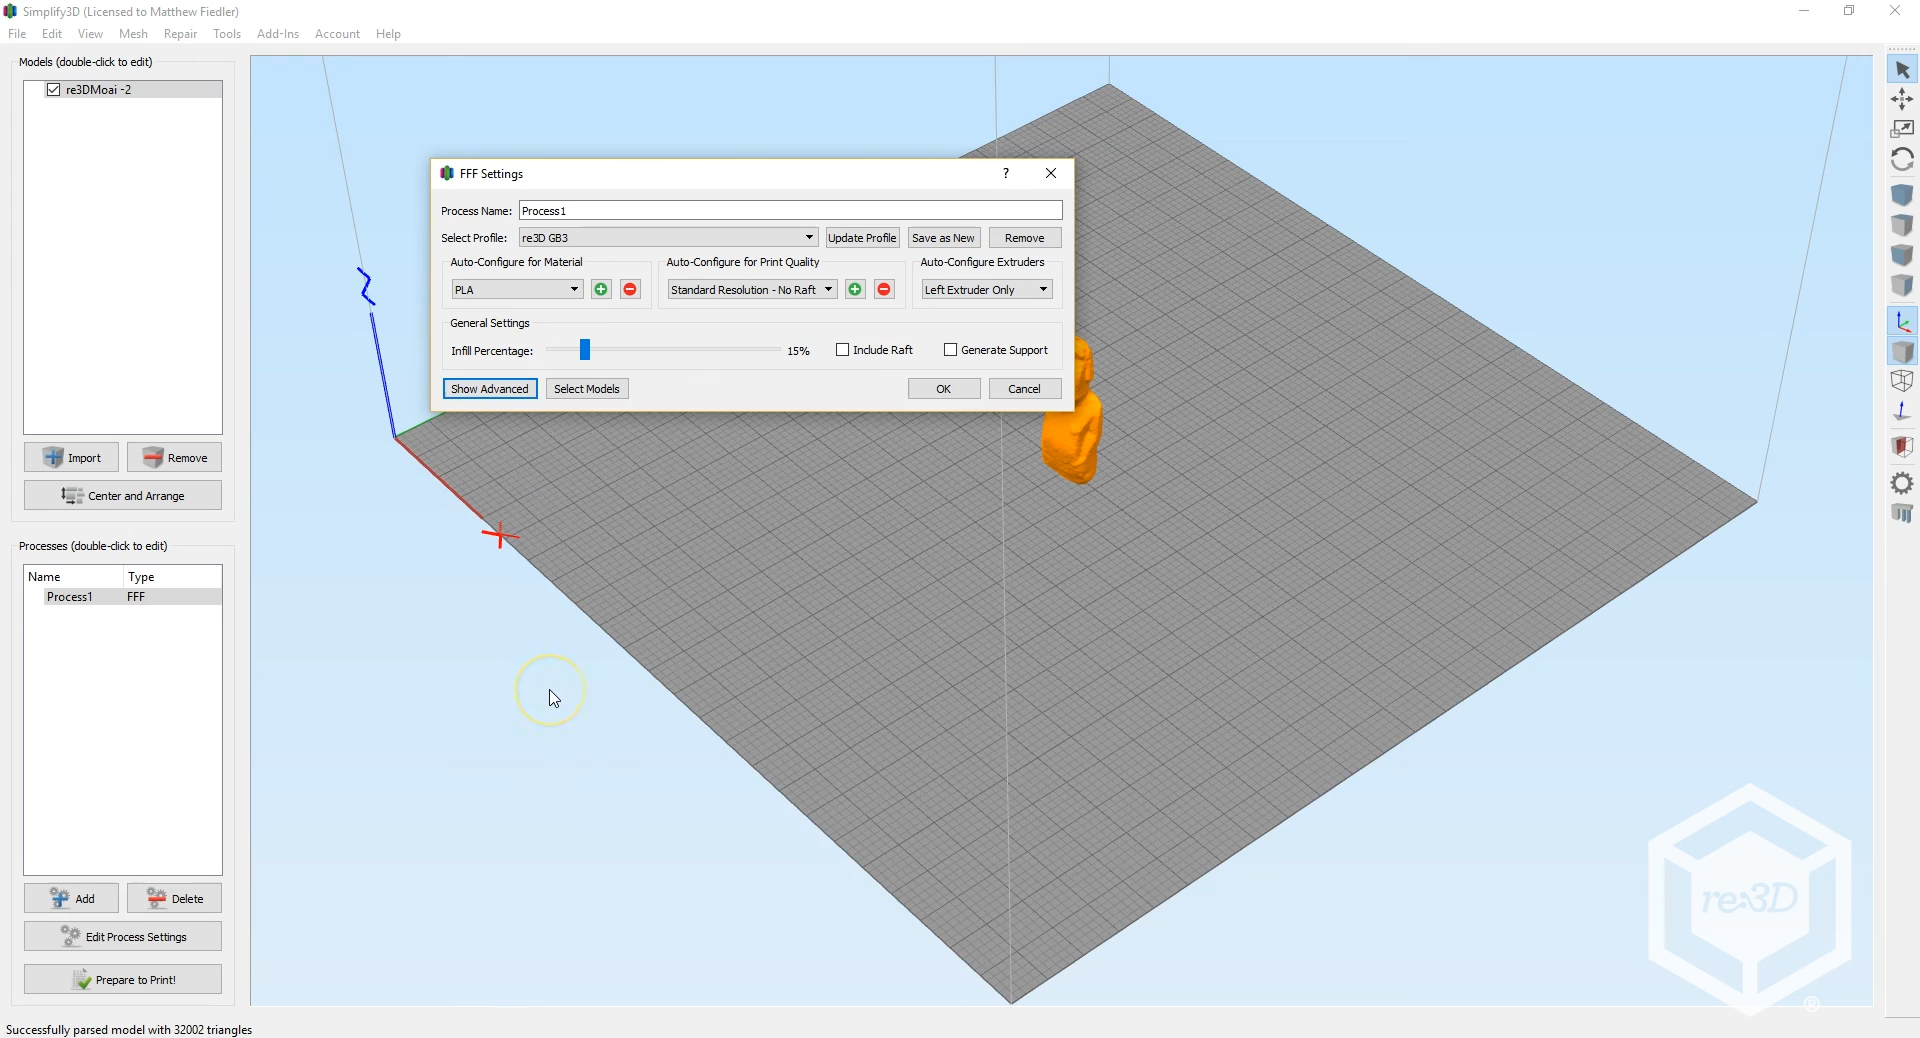 Simplify3D (Licensed to Matthew Fiedler)
File Edit View Mesh Repair Tools Add-Ins Account Help
Models (double-click to edit)
re3DMoai -2
Import Remove
Center and Arrange
Processes (double-click to edit)
Name Type
Process1 FFF
Add Delete
Edit Process Settings
Prepare to Print!
Successfully parsed model with 32002 triangles
FFF Settings ?
Process Name: Process1
Select Profile: re3D GB3 Update Profile Save as New Remove
Auto-Configure for Material Auto-Configure for Print Quality Auto-Configure Extruders
PLA Standard Resolution - No Raft Left Extruder Only
General Settings
Infill Percentage: 15% Include Raft Generate Support
Show Advanced Select Models OK Cancel
re:3D
®